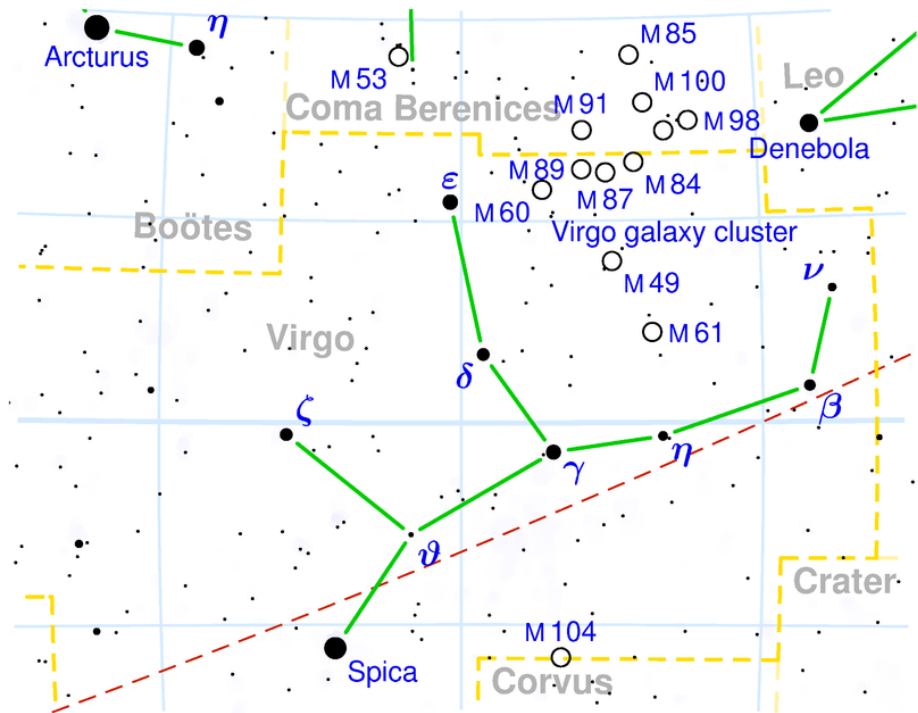 η
Arcturus
M 85
M 53
M 100
Leo
Coma Berenices
M 91
M 98
Denebola
M 89
M 84
ε
M 87
M 60
Boötes
Virgo galaxy cluster
ν
M 49
M 61
Virgo
δ
ζ
β
η
γ
ϑ
Crater
M 104
Spica
Corvus